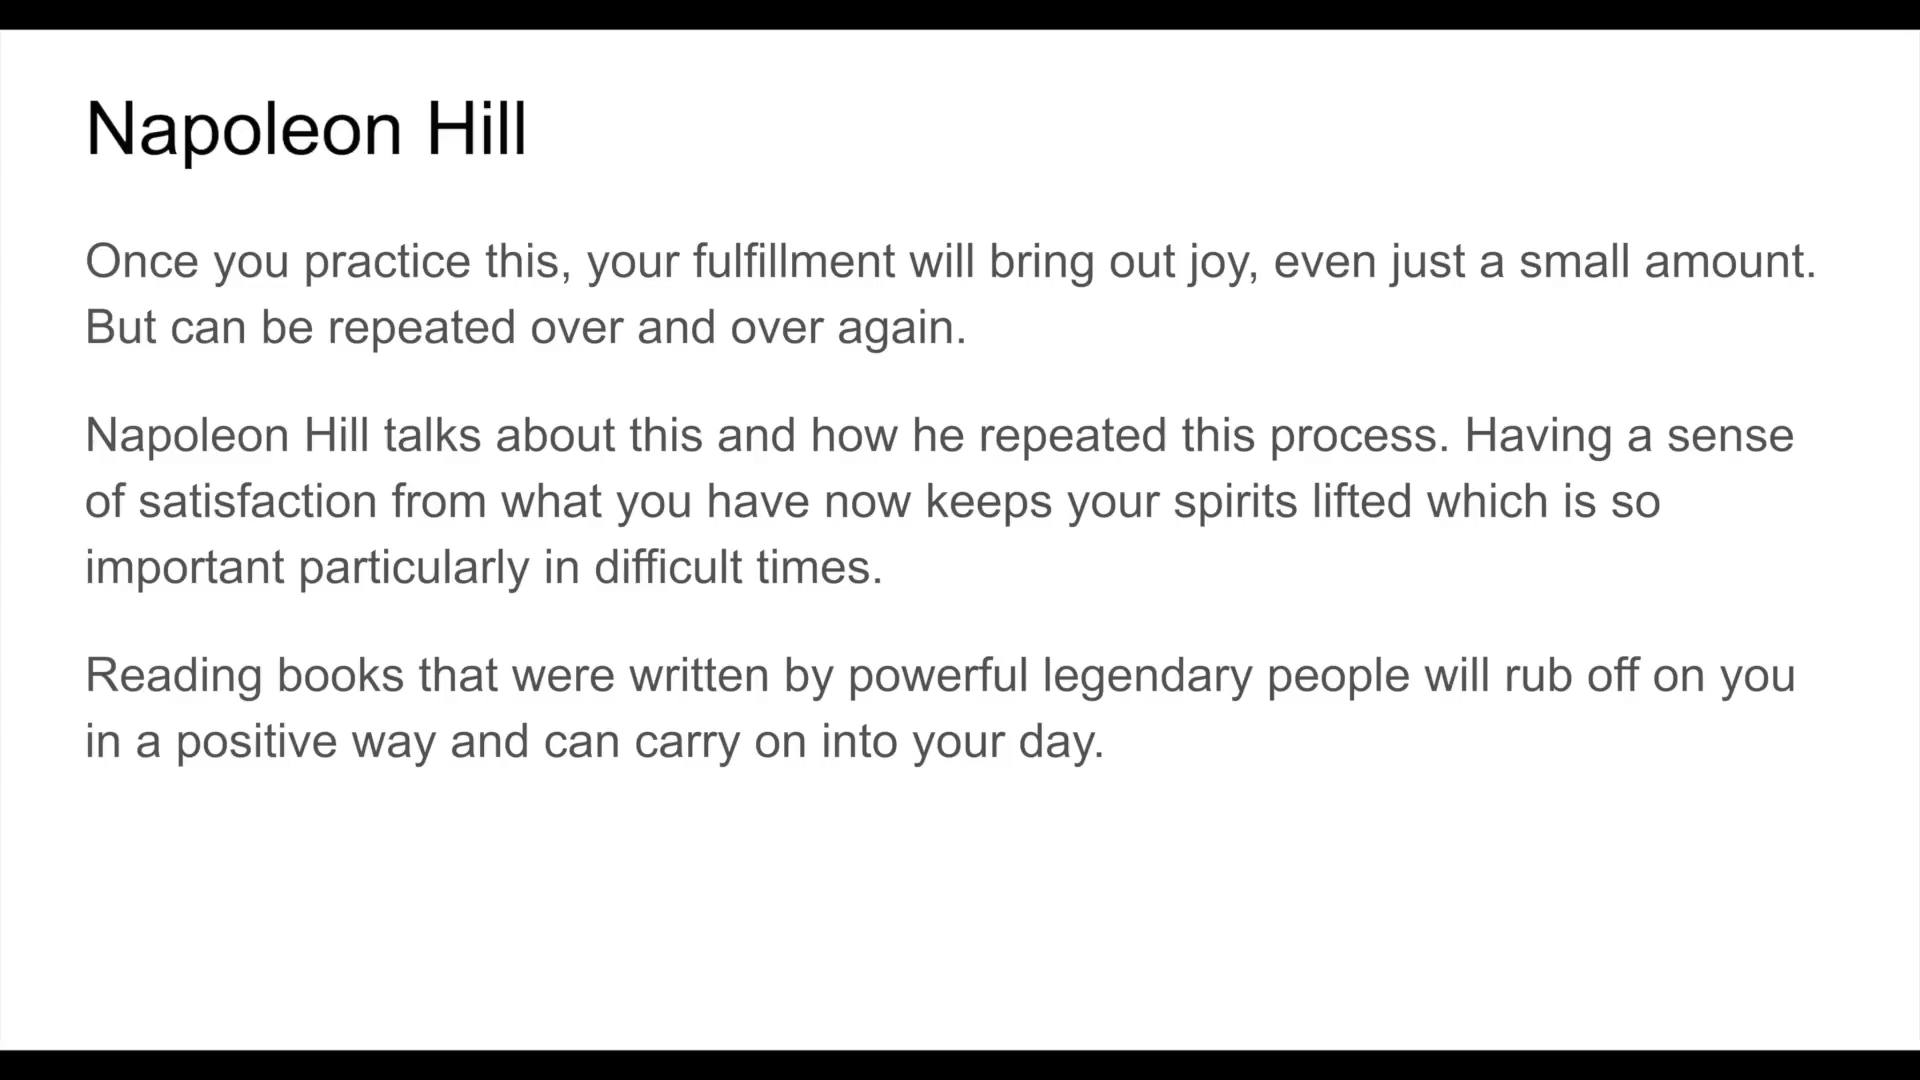 Napoleon Hill
Once you practice this, your fulfillment will bring out joy, even just a small amount.
But can be repeated over and over again.
Napoleon Hill talks about this and how he repeated this process. Having a sense
of satisfaction from what you have now keeps your spirits lifted which is so
important particularly in difficult times.
Reading books that were written by powerful legendary people will rub off on you
in a positive way and can carry on into your day.